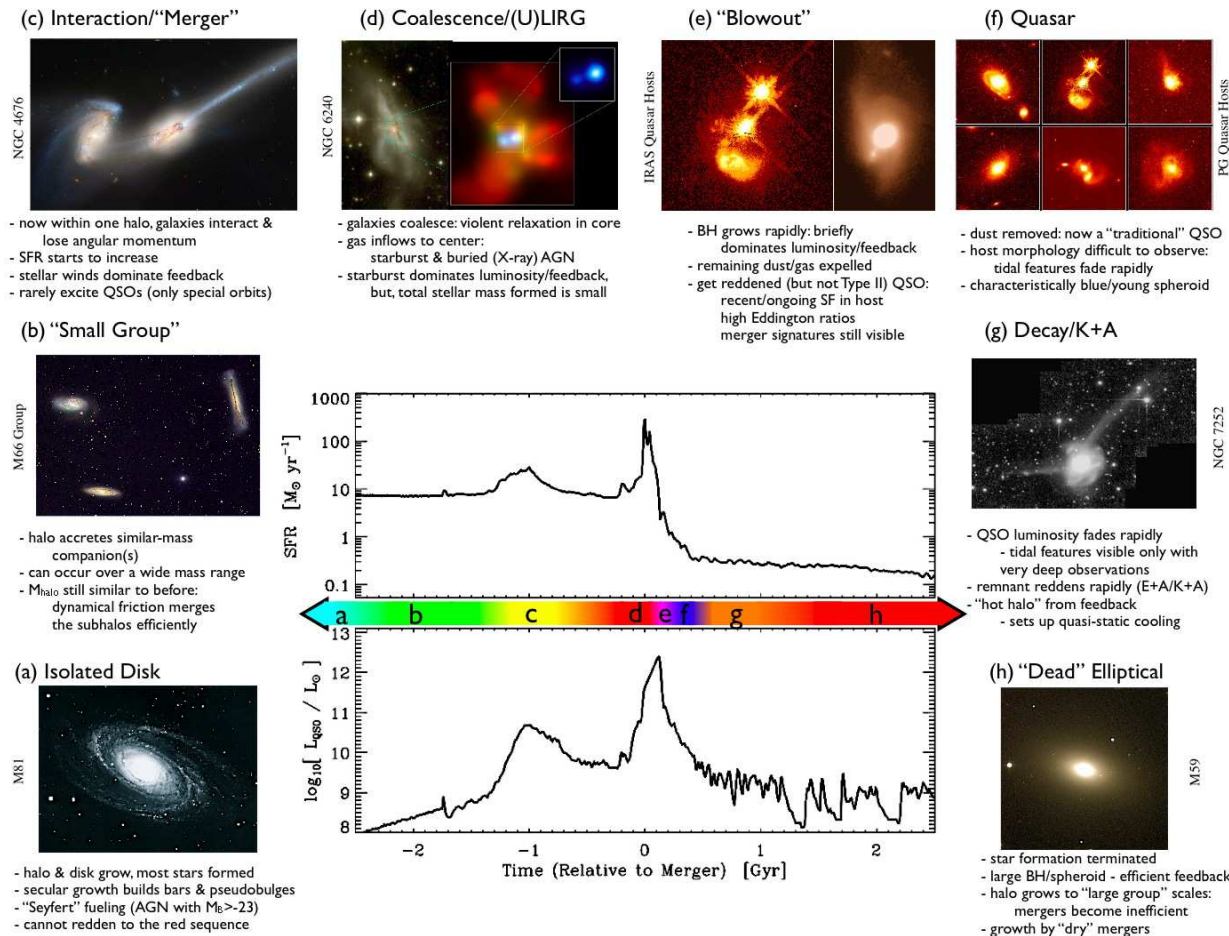 (c) Interaction/“Merger”
NGC 4676
- now within one halo, galaxies interact &
lose angular momentum
- SFR starts to increase
- stellar winds dominate feedback
- rarely excite QSOs (only special orbits)
(d) Coalescence/(U)LIRG
NGC 6240
- galaxies coalesce: violent relaxation in core
- gas inflows to center:
starburst & buried (X-ray) AGN
- starburst dominates luminosity/feedback,
but, total stellar mass formed is small
(e) “Blowout”
IRAS Quasar Hosts
- BH grows rapidly: briefly
dominates luminosity/feedback
- remaining dust/gas expelled
- get reddened (but not Type II) QSO:
recent/ongoing SF in host
high Eddington ratios
merger signatures still visible
(f) Quasar
PG Quasar Hosts
- dust removed: now a “traditional” QSO
- host morphology difficult to observe:
tidal features fade rapidly
- characteristically blue/young spheroid
(b) “Small Group”
M66 Group
- halo accretes similar-mass
companion(s)
- can occur over a wide mass range
- Mhalo still similar to before:
dynamical friction merges
the subhalos efficiently
(a) Isolated Disk
M81
- halo & disk grow, most stars formed
- secular growth builds bars & pseudobulges
- “Seyfert” fueling (AGN with MB>-23)
- cannot redden to the red sequence
1000
100
10
1
0.1
SFR [M⊙ yr⁻¹]
a b c d e f g h
13
12
11
10
9
8
log₁₀[ LQSO / L⊙ ]
-2 -1 0 1 2
Time (Relative to Merger) [Gyr]
(g) Decay/K+A
NGC 7252
- QSO luminosity fades rapidly
- tidal features visible only with
very deep observations
- remnant reddens rapidly (E+A/K+A)
- “hot halo” from feedback
- sets up quasi-static cooling
(h) “Dead” Elliptical
M59
- star formation terminated
- large BH/spheroid - efficient feedback
- halo grows to “large group” scales:
mergers become inefficient
- growth by “dry” mergers